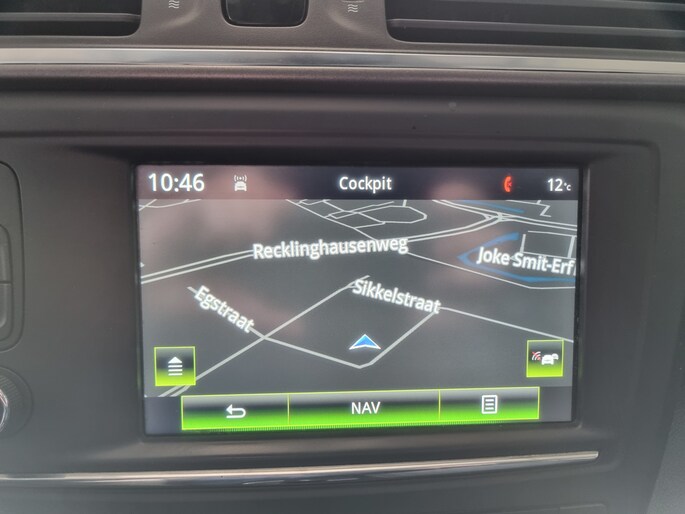 10:46
Cockpit
12°c
Recklinghausenweg
Joke Smit-Erf
Egstraat
Sikkelstraat
NAV